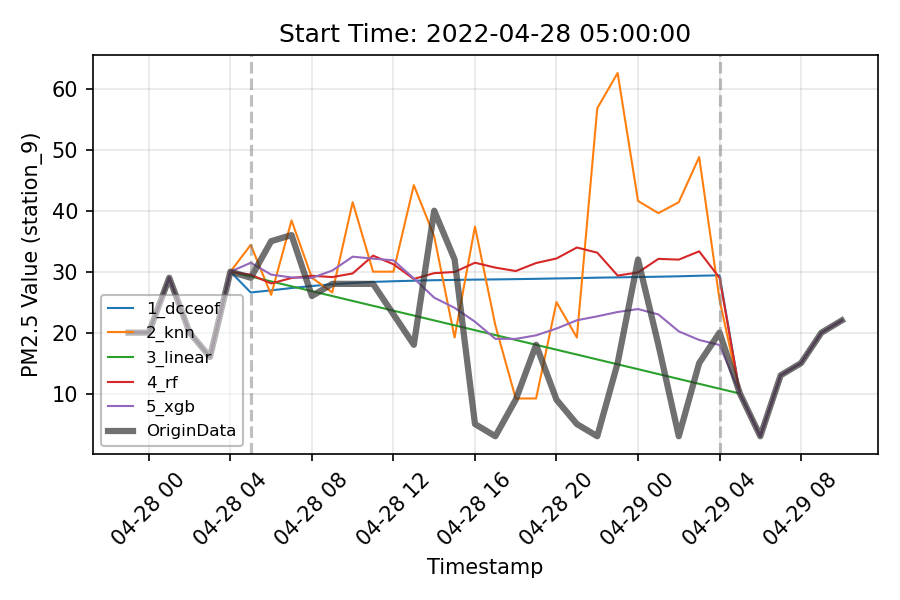 Start Time: 2022-04-28 05:00:00
PM2.5 Value (station_9)
60
50
40
30
20
10
1_dcceof
2_knn
3_linear
4_rf
5_xgb
OriginData
04-28 00
04-28 04
04-28 08
04-28 12
04-28 16
04-28 20
04-29 00
04-29 04
04-29 08
Timestamp